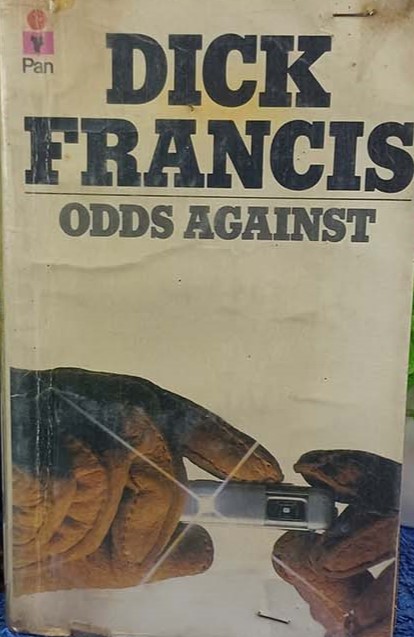 Pan
DICK
FRANCIS
ODDS AGAINST